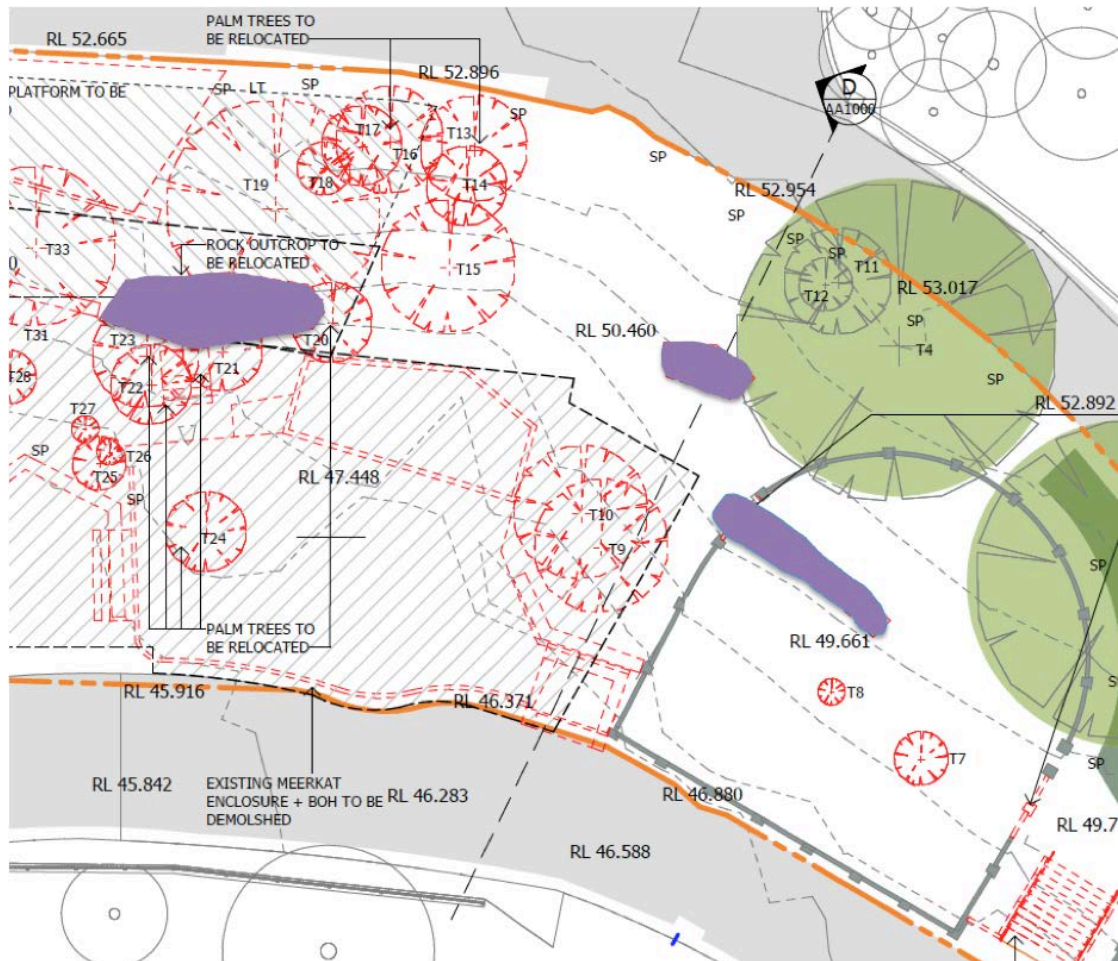 PALM TREES TO
BE RELOCATED
RL 52.665
RL 52.896
D
AA1000
PLATFORM TO BE
SP
LT
SP
SP
T17
T16
T13
T14
T18
T19
SP
RL 52.954
SP
SP
SP
T11
T12
RL 53.017
SP
T4
SP
T33
ROCK OUTCROP TO
BE RELOCATED
T15
0
RL 50.460
T31
T23
T20
T21
T22
T28
RL 52.892
T27
T26
T25
SP
SP
RL 47.448
T24
T10
T9
SP
PALM TREES TO
BE RELOCATED
RL 49.661
T8
T7
RL 45.916
RL 46.371
SP
RL 45.842
EXISTING MEERKAT
ENCLOSURE + BOH TO BE
DEMOLSHED
RL 46.283
RL 46.880
RL 49.7
RL 46.588